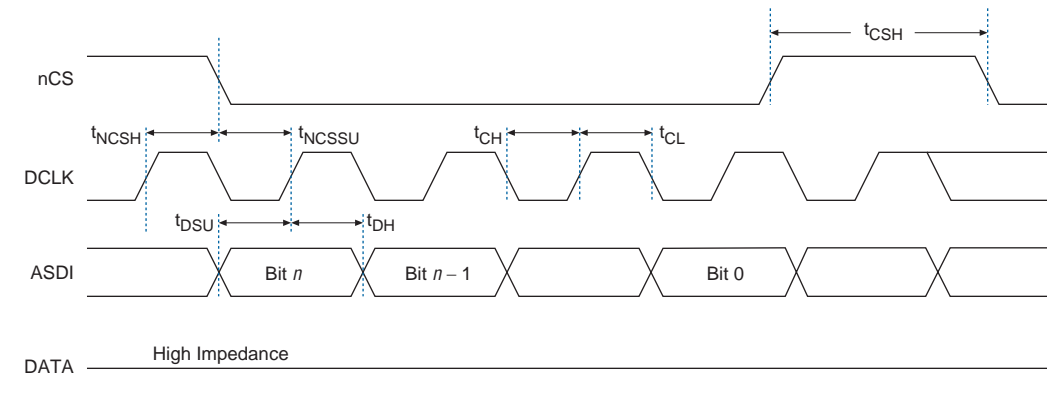 tCSH
nCS
tNCSH
tNCSSU
tCH
tCL
DCLK
tDSU
tDH
ASDI
Bit n
Bit n – 1
Bit 0
High Impedance
DATA